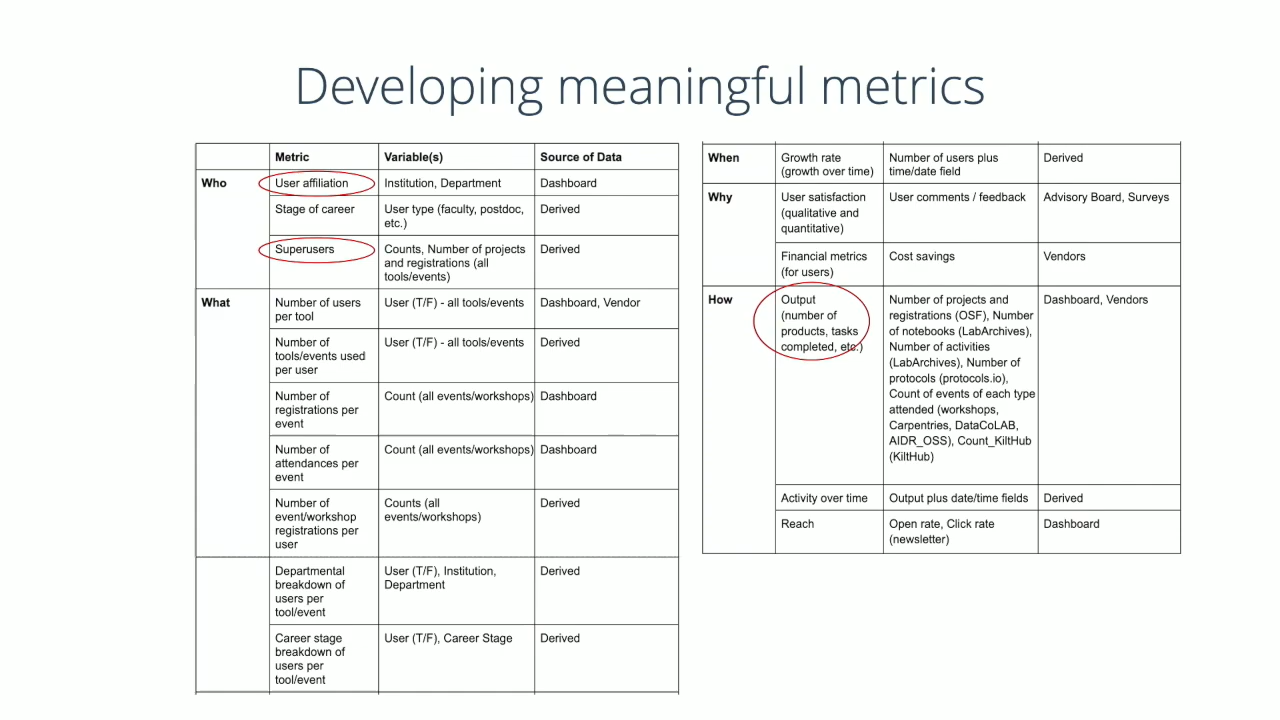 Developing meaningful metrics
Metric
Variable(s)
Source of Data
Who
User affiliation
Institution, Department
Dashboard
Stage of career
User type (faculty, postdoc,
etc.)
Derived
Superusers
Counts, Number of projects
and registrations (all
tools/events)
Derived
What
Number of users
per tool
User (T/F) - all tools/events
Dashboard, Vendor
Number of
tools/events used
per user
User (T/F) - all tools/events
Derived
Number of
registrations per
event
Count (all events/workshops)
Dashboard
Number of
attendances per
event
Count (all events/workshops)
Dashboard
Number of
event/workshop
registrations per
user
Counts (all
events/workshops)
Derived
Departmental
breakdown of
users per
tool/event
User (T/F), Institution,
Department
Derived
Career stage
breakdown of
users per
tool/event
User (T/F), Career Stage
Derived
When
Growth rate
(growth over time)
Number of users plus
time/date field
Derived
Why
User satisfaction
(qualitative and
quantitative)
User comments / feedback
Advisory Board, Surveys
Financial metrics
(for users)
Cost savings
Vendors
How
Output
(number of
products, tasks
completed, etc.)
Number of projects and
registrations (OSF), Number
of notebooks (LabArchives),
Number of activities
(LabArchives), Number of
protocols (protocols.io),
Count of events of each type
attended (workshops,
Carpentries, DataCoLAB,
AIDR_OSS), Count_KiltHub
(KiltHub)
Dashboard, Vendors
Activity over time
Output plus date/time fields
Derived
Reach
Open rate, Click rate
(newsletter)
Dashboard